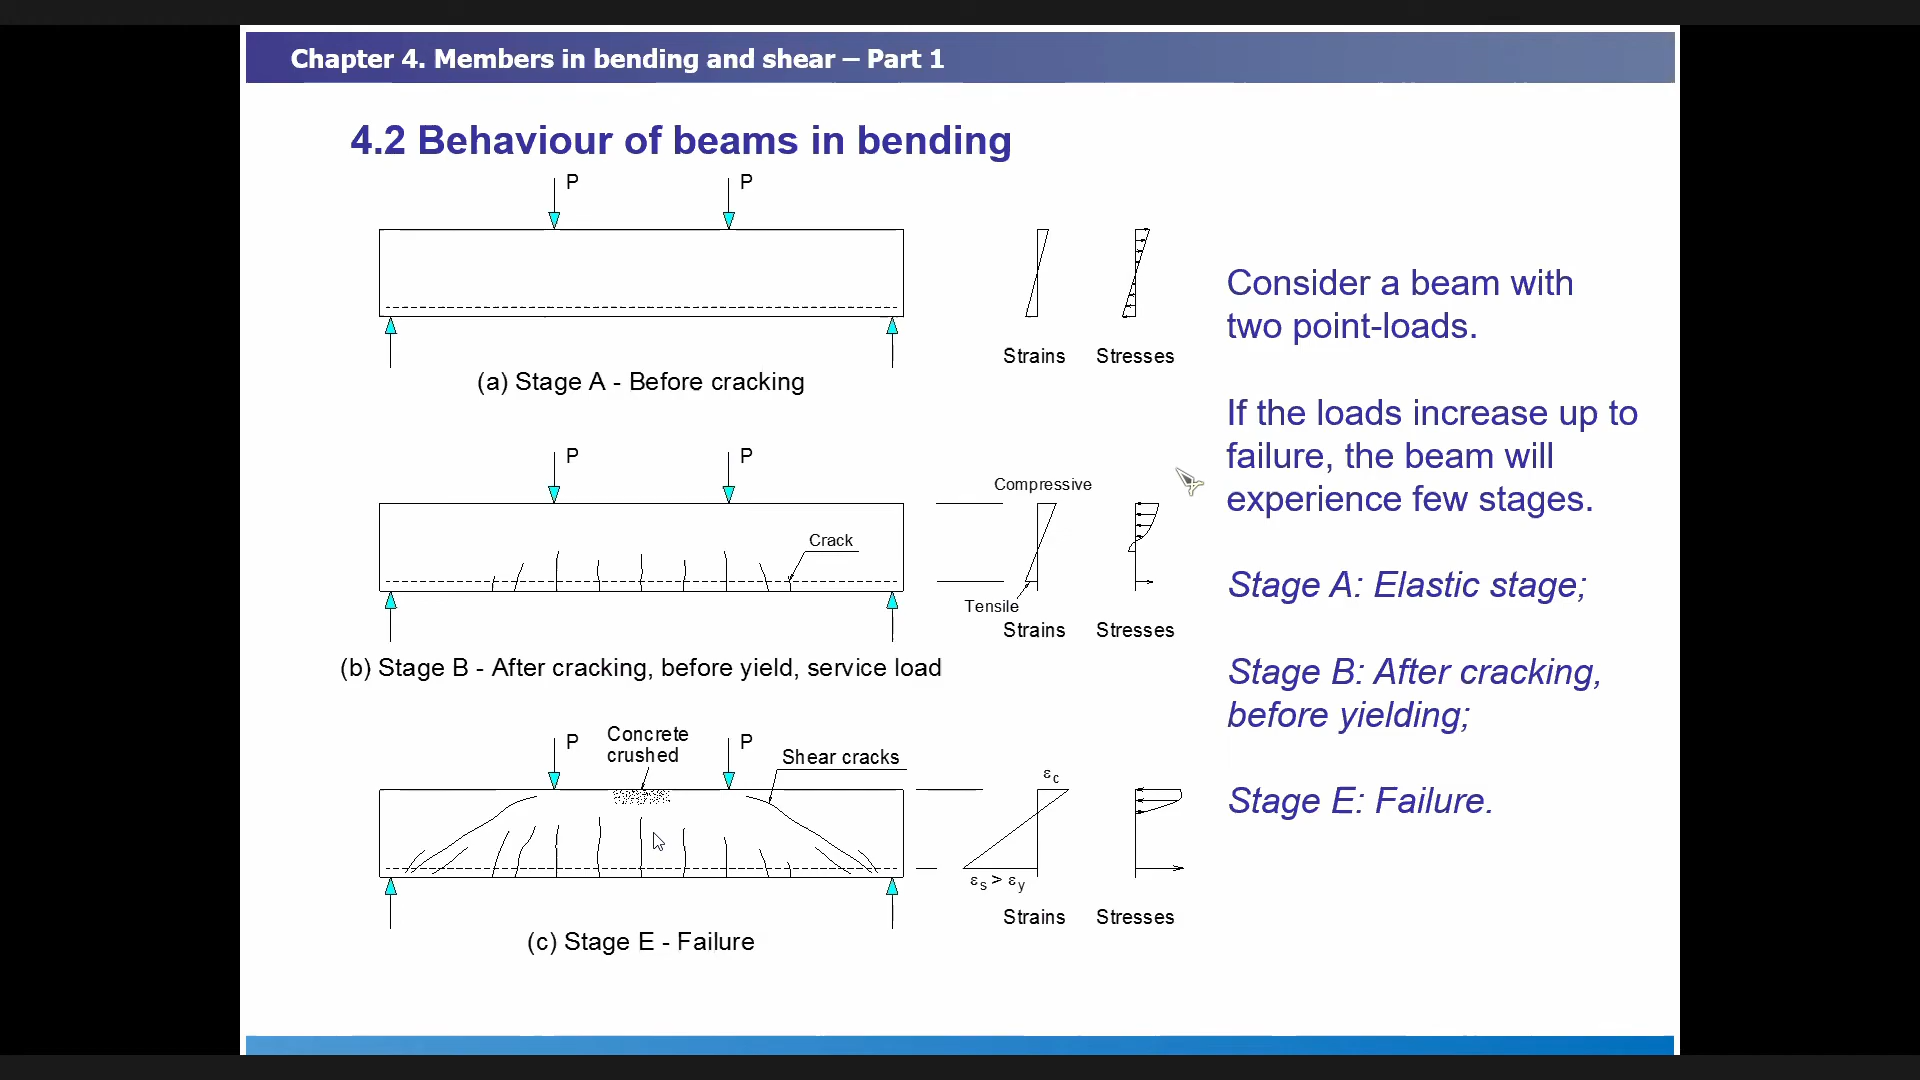 Chapter 4. Members in bending and shear – Part 1
4.2 Behaviour of beams in bending
P
P
Strains
Stresses
(a) Stage A - Before cracking
P
P
Compressive
Crack
Tensile
Strains
Stresses
(b) Stage B - After cracking, before yield, service load
P
Concrete
crushed
P
Shear cracks
εc
εs > εy
Strains
Stresses
(c) Stage E - Failure
Consider a beam with
two point-loads.
If the loads increase up to
failure, the beam will
experience few stages.
Stage A: Elastic stage;
Stage B: After cracking,
before yielding;
Stage E: Failure.